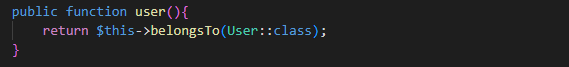 public function user(){
    return $this->belongsTo(User::class);
}